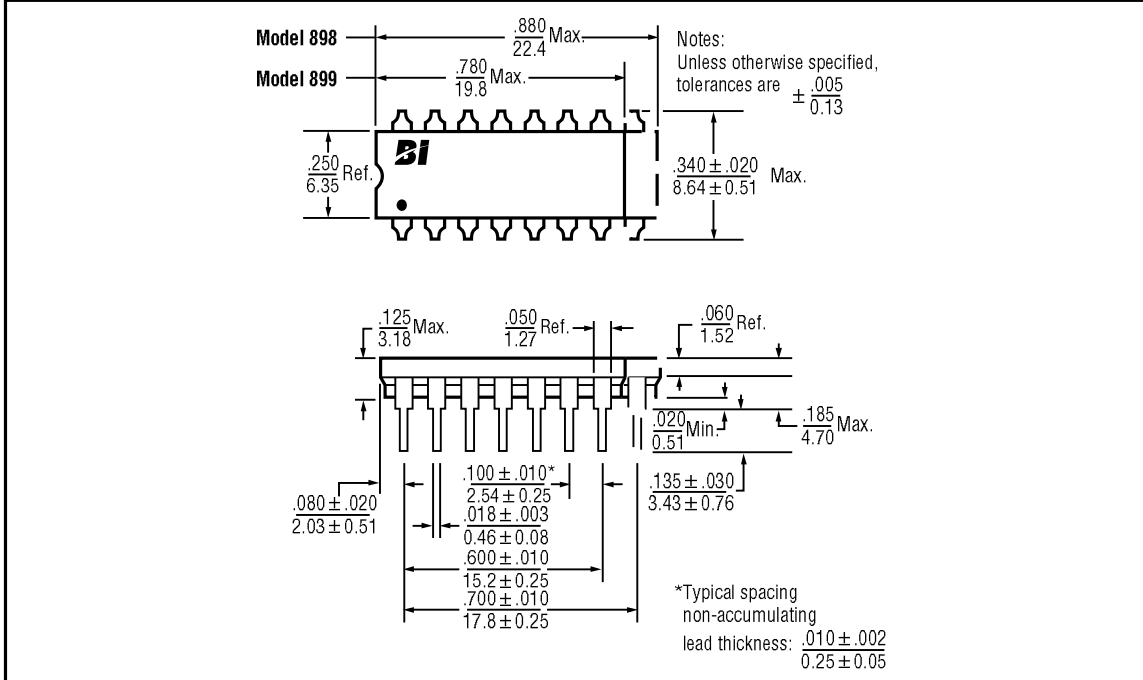 Model 898
.880
22.4
Max.
Model 899
.780
19.8
Max.
Notes:
Unless otherwise specified,
tolerances are
± .005
0.13
BI
.250
6.35
Ref.
.340 ± .020
8.64 ± 0.51
Max.
.125
3.18
Max.
.050
1.27
Ref.
.060
1.52
Ref.
.020
0.51
Min.
.185
4.70
Max.
.080 ± .020
2.03 ± 0.51
.100 ± .010*
2.54 ± 0.25
.135 ± .030
3.43 ± 0.76
.018 ± .003
0.46 ± 0.08
.600 ± .010
15.2 ± 0.25
.700 ± .010
17.8 ± 0.25
*Typical spacing
non-accumulating
lead thickness:
.010 ± .002
0.25 ± 0.05